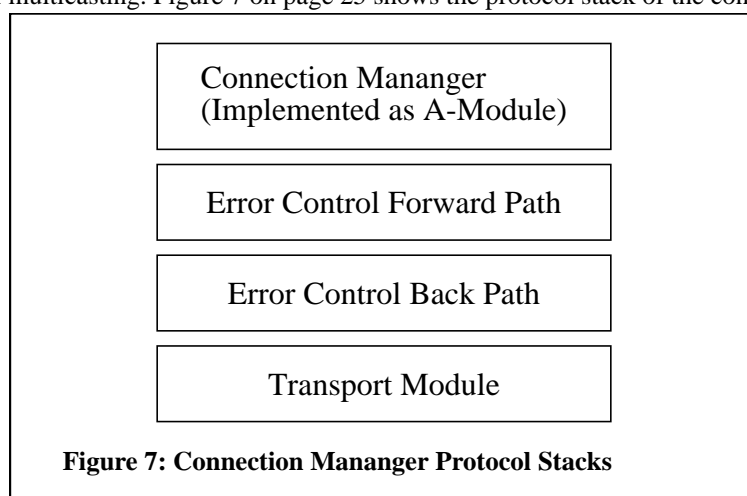 multicasting. Figure 7 on page 23 shows the protocol stack of the con
Connection Mananger
(Implemented as A-Module)
Error Control Forward Path
Error Control Back Path
Transport Module
Figure 7: Connection Mananger Protocol Stacks